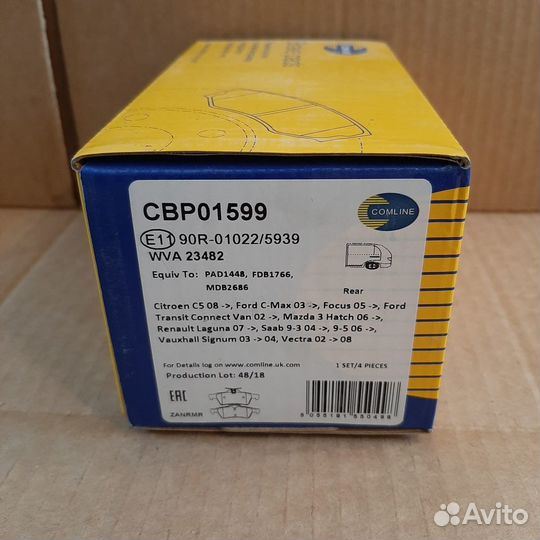 CBP01599
COMLINE
E11 90R-01022/5939
WVA 23482
Equiv To: PAD1448, FDB1766,
MDB2686
Rear
Citroen C5 08 ->, Ford C-Max 03 ->, Focus 05 ->, Ford
Transit Connect Van 02 ->, Mazda 3 Hatch 06 ->,
Renault Laguna 07 ->, Saab 9-3 04 ->, 9-5 06 ->,
Vauxhall Signum 03 -> 04, Vectra 02 -> 08
For Details log on www.comline.uk.com
1 SET/4 PIECES
Production Lot: 48/18
EAC
ZANRMR
5055191550498
Avito